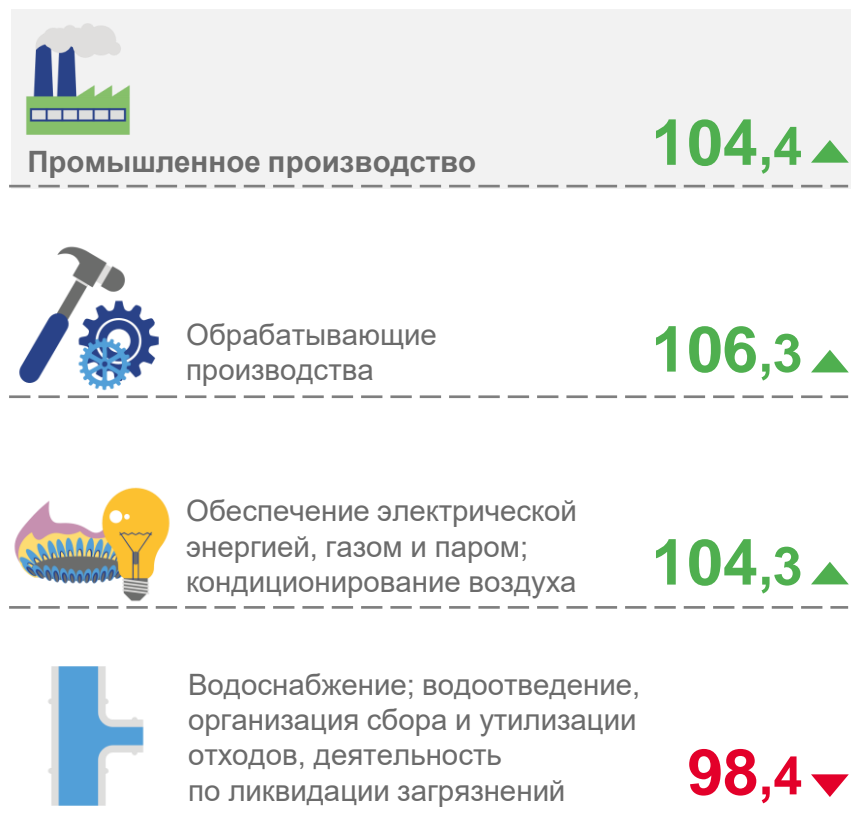 Промышленное производство
104,4
Обрабатывающие
производства
106,3
Обеспечение электрической
энергией, газом и паром;
кондиционирование воздуха
104,3
Водоснабжение; водоотведение,
организация сбора и утилизации
отходов, деятельность
по ликвидации загрязнений
98,4